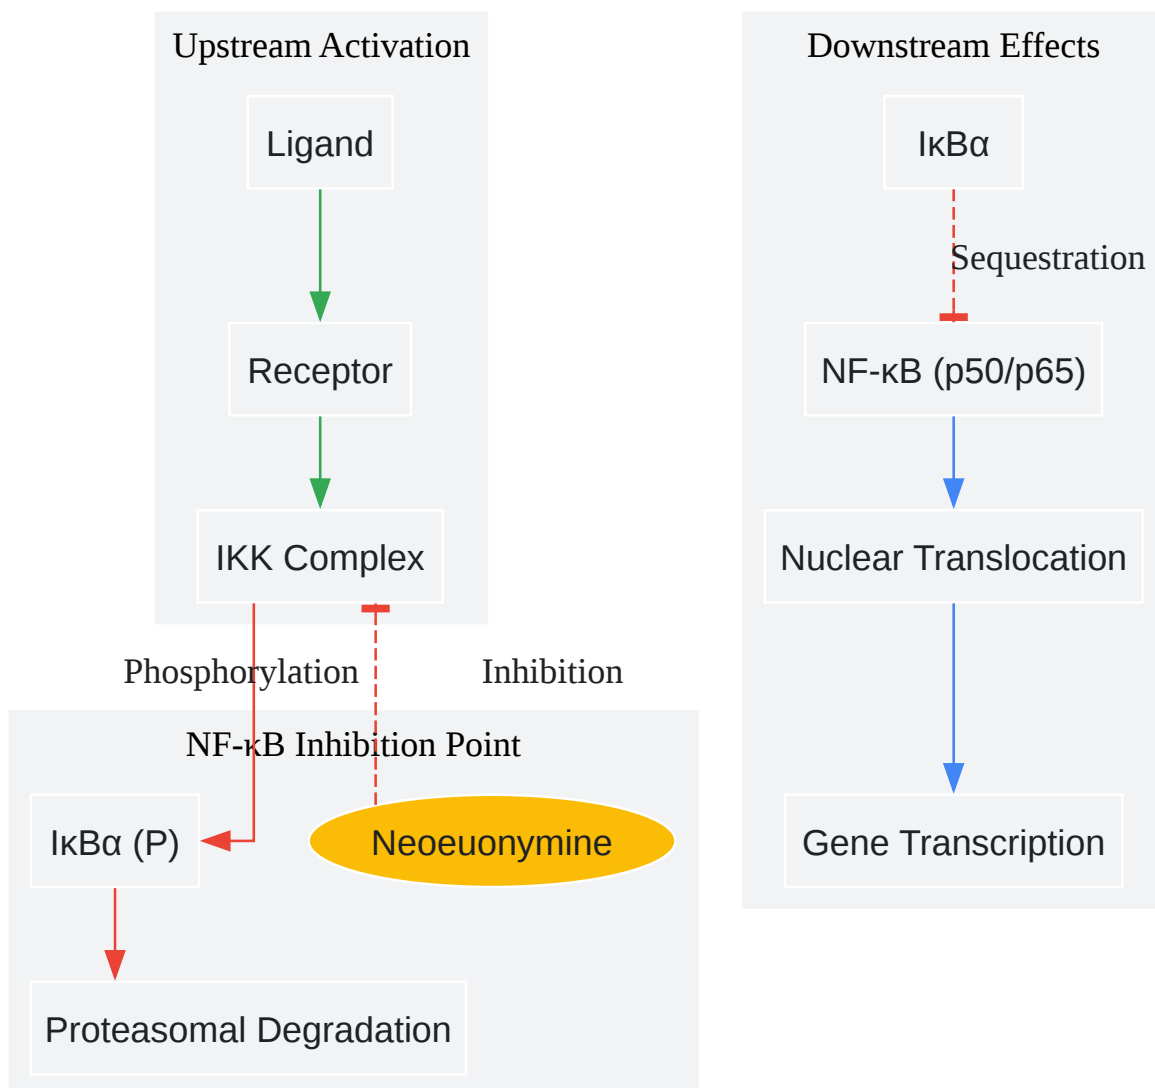 Upstream Activation
Ligand
Receptor
IKK Complex
Phosphorylation
Inhibition
NF-κB Inhibition Point
IκBα (P)
Neoeuonymine
Proteasomal Degradation
Downstream Effects
IκBα
Sequestration
NF-κB (p50/p65)
Nuclear Translocation
Gene Transcription